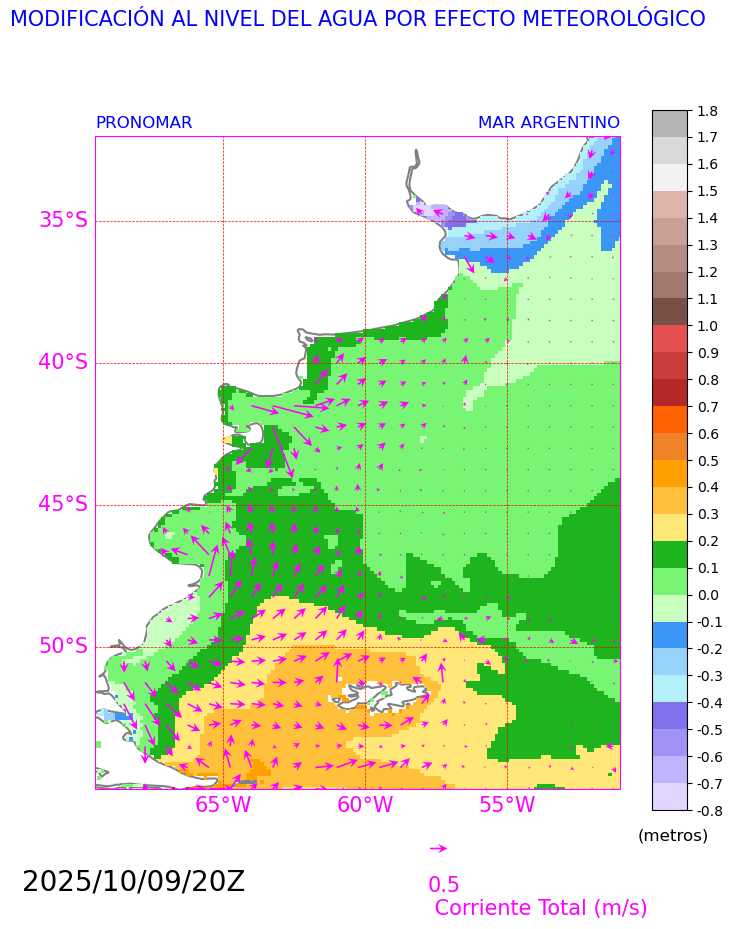 MODIFICACIÓN AL NIVEL DEL AGUA POR EFECTO METEOROLÓGICO
PRONOMAR
MAR ARGENTINO
35°S
40°S
45°S
50°S
65°W
60°W
55°W
1.8
1.7
1.6
1.5
1.4
1.3
1.2
1.1
1.0
0.9
0.8
0.7
0.6
0.5
0.4
0.3
0.2
0.1
0.0
-0.1
-0.2
-0.3
-0.4
-0.5
-0.6
-0.7
-0.8
(metros)
2025/10/09/20Z
0.5
Corriente Total (m/s)